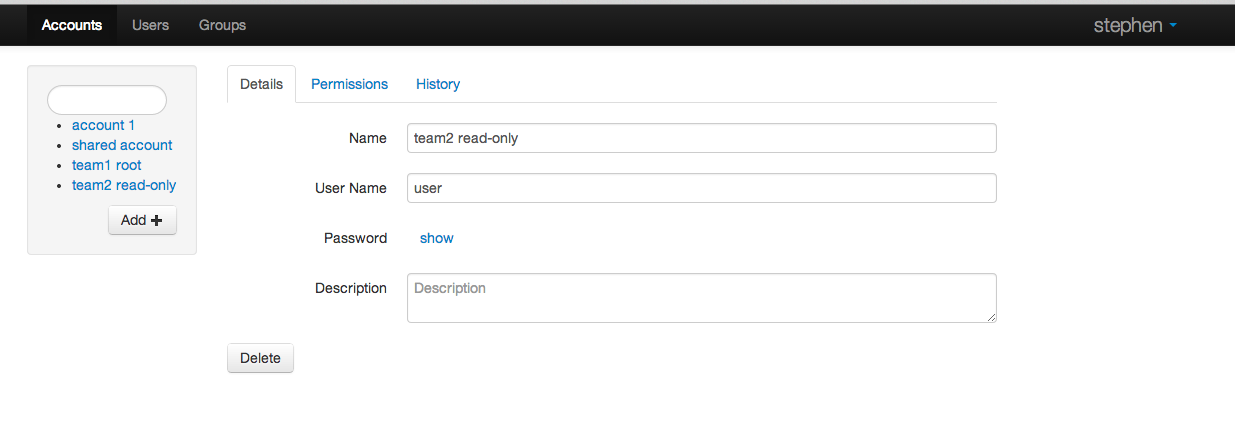 Accounts Users Groups stephen
account 1
shared account
team1 root
team2 read-only
Add
Details Permissions History
Name team2 read-only
User Name user
Password show
Description Description
Delete